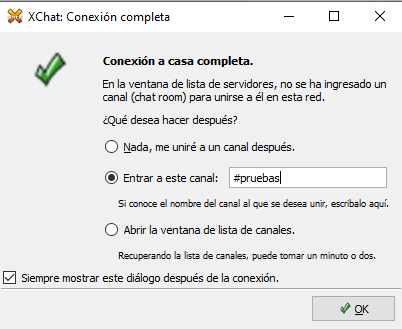 XChat: Conexión completa
Conexión a casa completa.
En la ventana de lista de servidores, no se ha ingresado un
canal (chat room) para unirse a él en esta red.
¿Qué desea hacer después?
Nada, me uniré a un canal después.
Entrar a este canal: #pruebas
Si conoce el nombre del canal al que se desea unir, escribalo aquí.
Abrir la ventana de lista de canales.
Recuperando la lista de canales, puede tomar un minuto o dos.
Siempre mostrar este diálogo después de la conexión.
OK